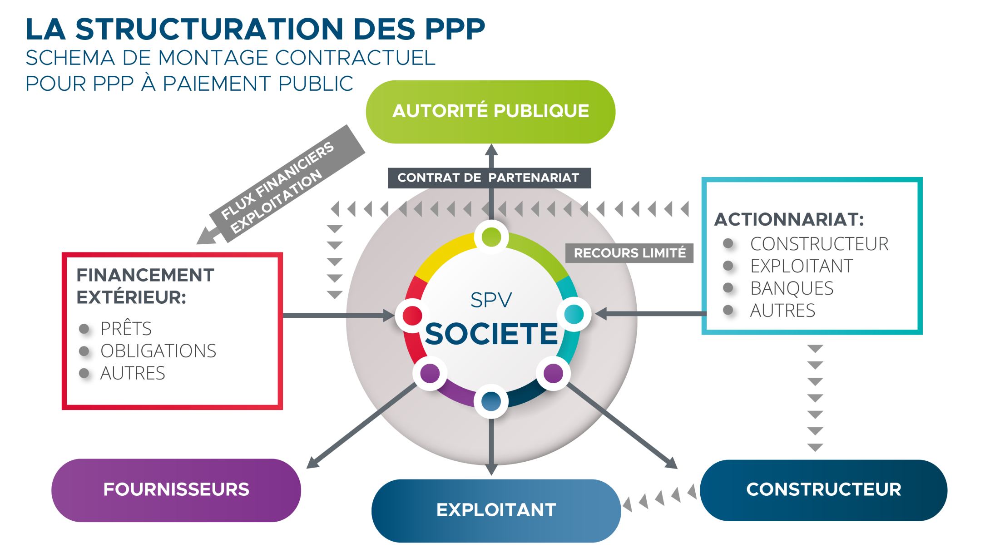 LA STRUCTURATION DES PPP
SCHEMA DE MONTAGE CONTRACTUEL
POUR PPP À PAIEMENT PUBLIC
AUTORITÉ PUBLIQUE
FLUX FINANICIERS
EXPLOITATION
CONTRAT DE PARTENARIAT
ACTIONNARIAT:
CONSTRUCTEUR
EXPLOITANT
BANQUES
AUTRES
RECOURS LIMITÉ
FINANCEMENT
EXTÉRIEUR:
PRÊTS
OBLIGATIONS
AUTRES
SPV
SOCIETE
FOURNISSEURS
EXPLOITANT
CONSTRUCTEUR